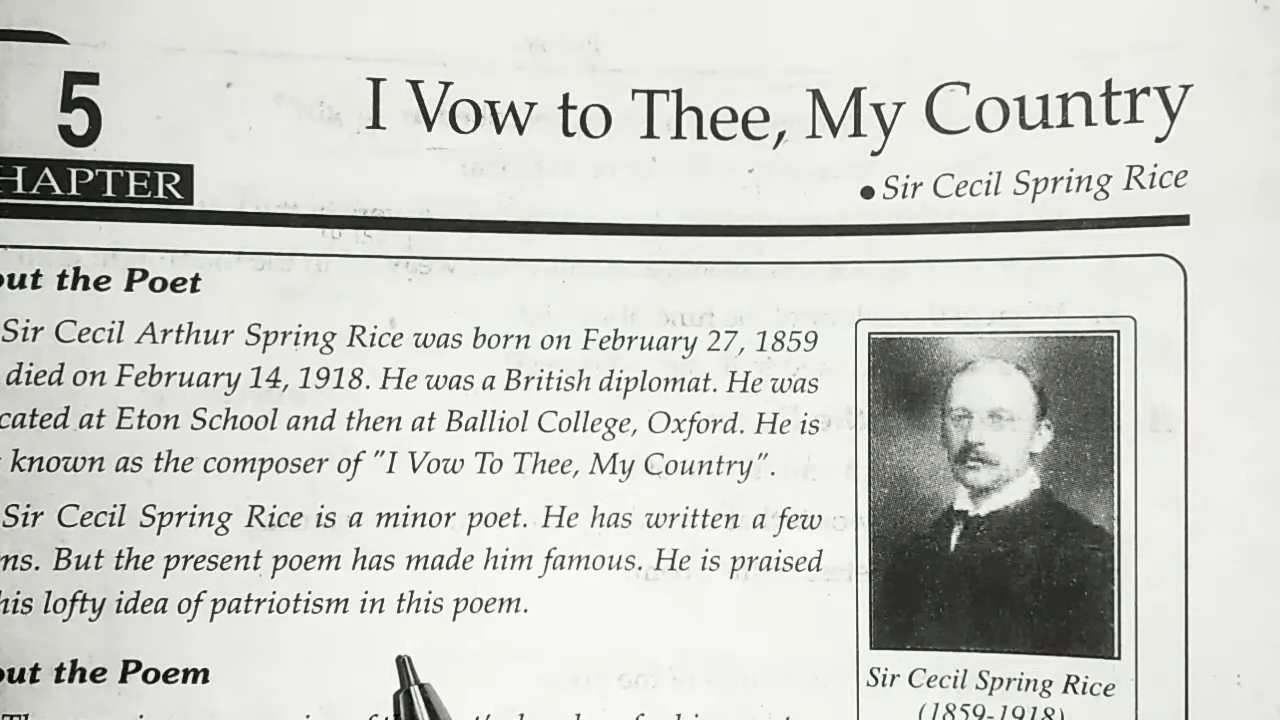 5
I Vow to Thee, My Country
HAPTER
● Sir Cecil Spring Rice
out the Poet
Sir Cecil Arthur Spring Rice was born on February 27, 1859
died on February 14, 1918. He was a British diplomat. He was
cated at Eton School and then at Balliol College, Oxford. He is
known as the composer of "I Vow To Thee, My Country".
Sir Cecil Spring Rice is a minor poet. He has written a few
ms. But the present poem has made him famous. He is praised
his lofty idea of patriotism in this poem.
out the Poem
Sir Cecil Spring Rice
(1859-1918)